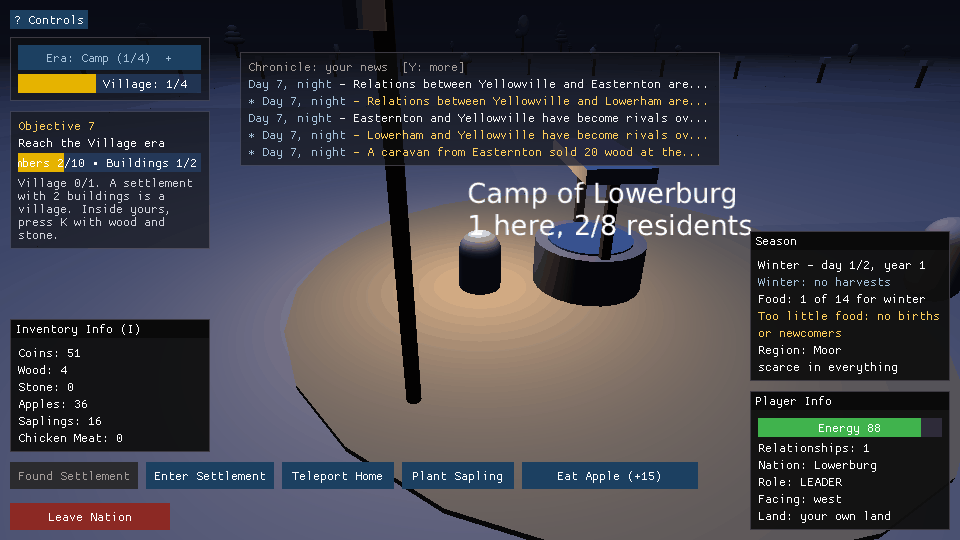 ? Controls
Era: Camp (1/4) +
Village: 1/4
Objective 7
Reach the Village era
nbers 2/10 • Buildings 1/2
Village 0/1. A settlement
with 2 buildings is a
village. Inside yours,
press K with wood and
stone.
Chronicle: your news [Y: more]
Day 7, night – Relations between Yellowville and Easternton are...
* Day 7, night – Relations between Yellowville and Lowerham are...
Day 7, night – Easternton and Yellowville have become rivals ov...
* Day 7, night – Lowerham and Yellowville have become rivals ov...
* Day 7, night – A caravan from Easternton sold 20 wood at the...
Camp of Lowerburg
1 here, 2/8 residents
Season
Winter – day 1/2, year 1
Winter: no harvests
Food: 1 of 14 for winter
Too little food: no births
or newcomers
Region: Moor
scarce in everything
Inventory Info (I)
Coins: 51
Wood: 4
Stone: 0
Apples: 36
Saplings: 16
Chicken Meat: 0
Player Info
Energy 88
Relationships: 1
Nation: Lowerburg
Role: LEADER
Facing: west
Land: your own land
Found Settlement
Enter Settlement
Teleport Home
Plant Sapling
Eat Apple (+15)
Leave Nation